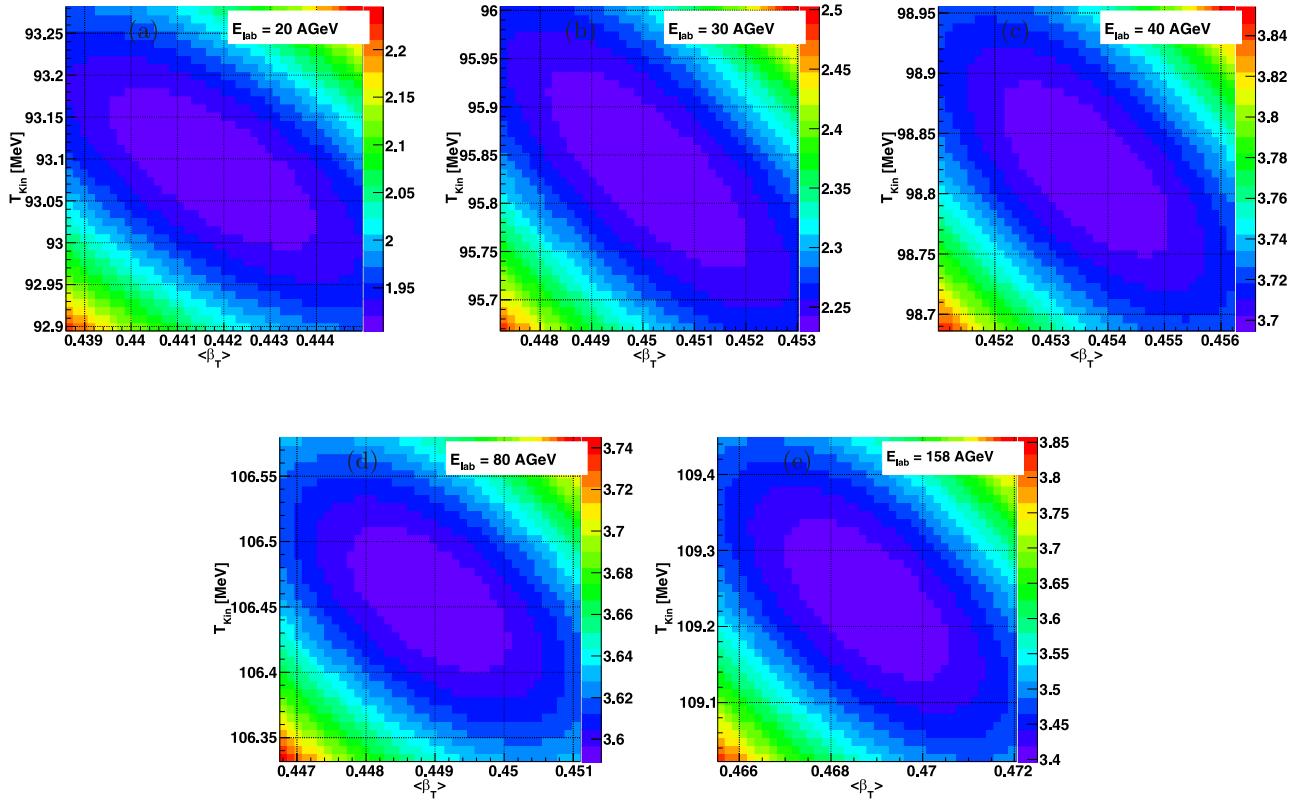 (a)
E_lab = 20 AGeV
T_Kin [MeV]
93.25
93.2
93.15
93.1
93.05
93
92.95
92.9
0.439 0.44 0.441 0.442 0.443 0.444
<β_T>
2.2
2.15
2.1
2.05
2
1.95
(b)
E_lab = 30 AGeV
T_Kin [MeV]
96
95.95
95.9
95.85
95.8
95.75
95.7
0.448 0.449 0.45 0.451 0.452 0.453
<β_T>
2.5
2.45
2.4
2.35
2.3
2.25
(c)
E_lab = 40 AGeV
T_Kin [MeV]
98.95
98.9
98.85
98.8
98.75
98.7
0.452 0.453 0.454 0.455 0.456
<β_T>
3.84
3.82
3.8
3.78
3.76
3.74
3.72
3.7
(d)
E_lab = 80 AGeV
T_Kin [MeV]
106.55
106.5
106.45
106.4
106.35
0.447 0.448 0.449 0.45 0.451
<β_T>
3.74
3.72
3.7
3.68
3.66
3.64
3.62
3.6
(e)
E_lab = 158 AGeV
T_Kin [MeV]
109.4
109.3
109.2
109.1
0.466 0.468 0.47 0.472
<β_T>
3.85
3.8
3.75
3.7
3.65
3.6
3.55
3.5
3.45
3.4